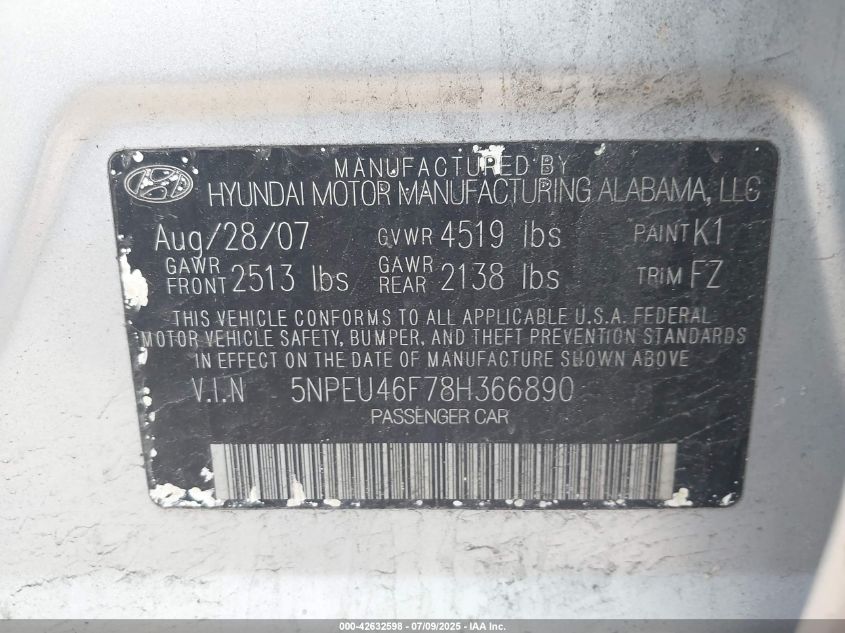 MANUFACTURED BY
HYUNDAI MOTOR MANUFACTURING ALABAMA, LLC
Aug/28/07 GVWR 4519 lbs PAINT K1
GAWR FRONT 2513 lbs GAWR REAR 2138 lbs TRIM FZ
THIS VEHICLE CONFORMS TO ALL APPLICABLE U.S.A. FEDERAL
MOTOR VEHICLE SAFETY, BUMPER, AND THEFT PREVENTION STANDARDS
IN EFFECT ON THE DATE OF MANUFACTURE SHOWN ABOVE
V.I.N 5NPEU46F78H366890
PASSENGER CAR
000-42632598 - 07/09/2025 - IAA Inc.